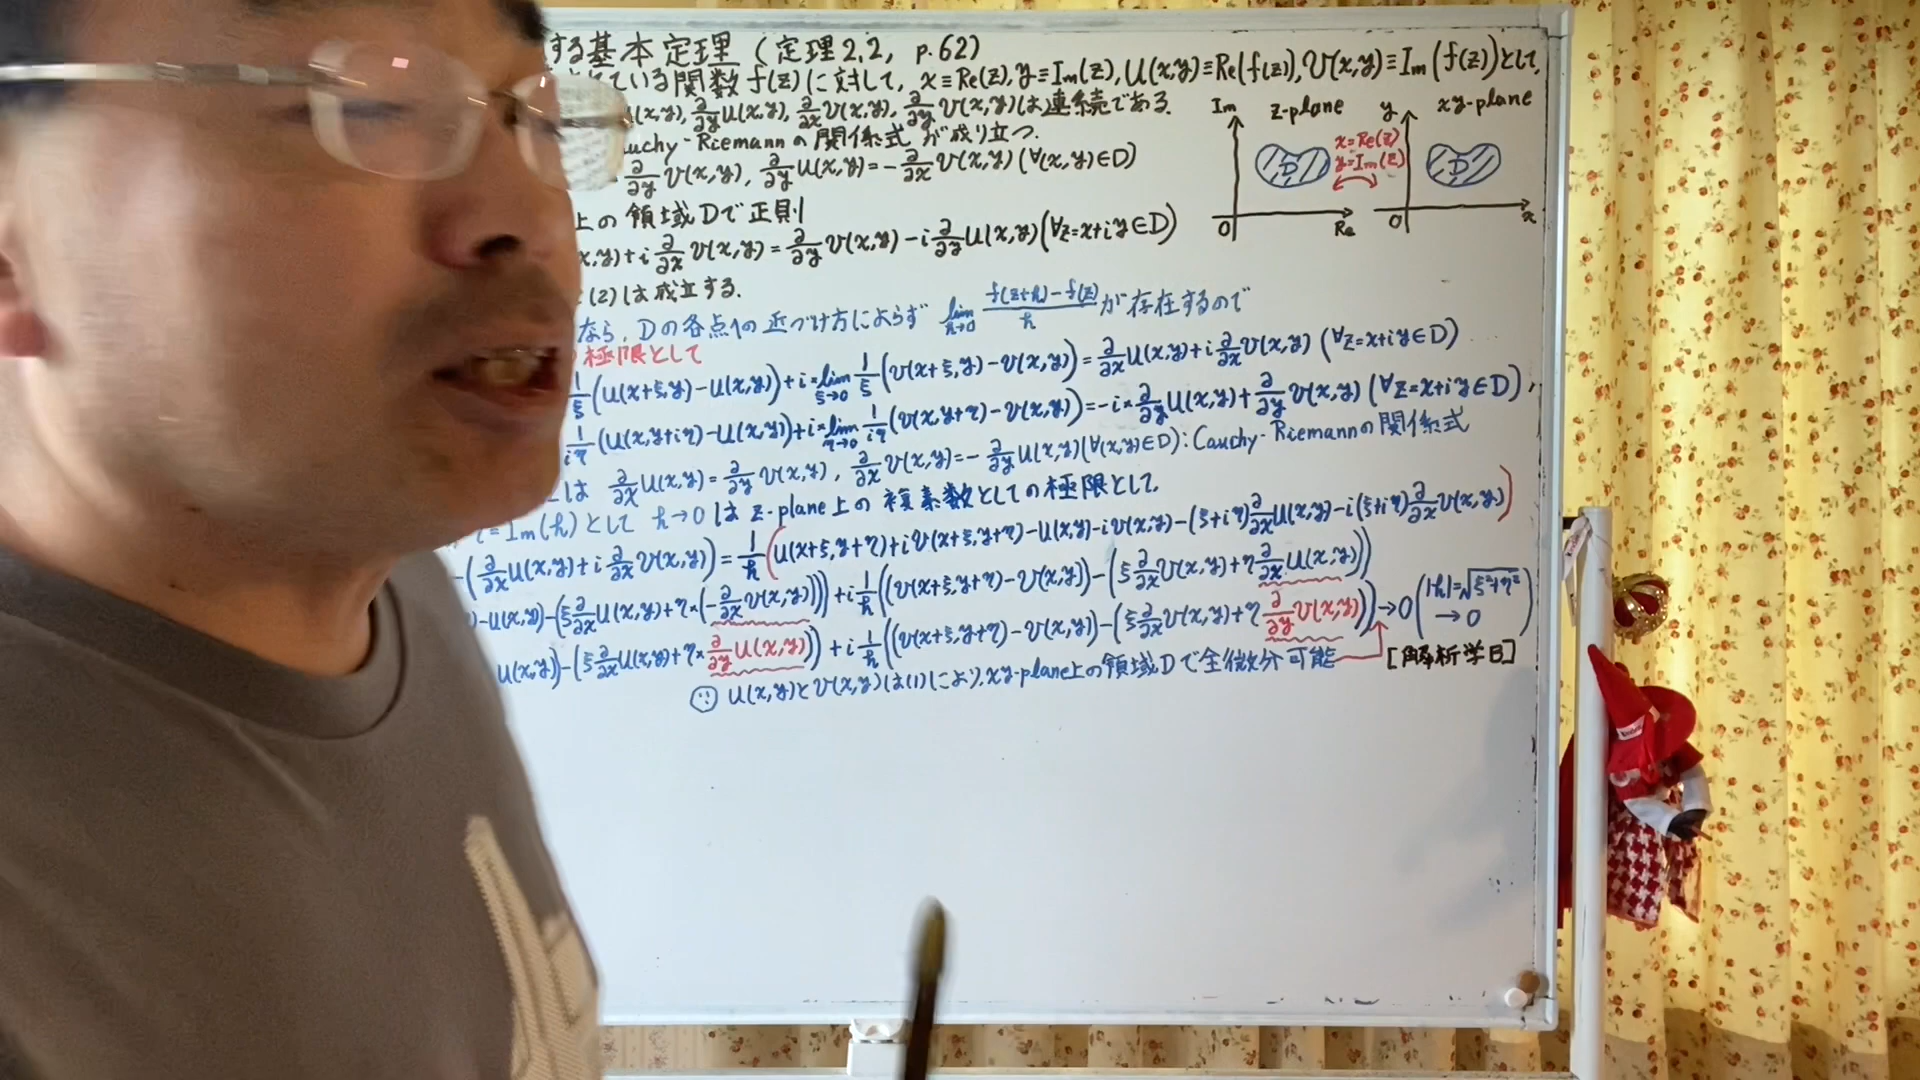 する基本定理 (定理2.2, p.62)
ている関数 f(z) に対して, x≡Re(z), y≡Im(z), U(x,y)≡Re(f(z)), V(x,y)≡Im(f(z))として,
(x,y), ∂/∂y U(x,y), ∂/∂x V(x,y), ∂/∂y V(x,y)は連続である.
uchy-Riemannの関係式が成り立つ.
∂/∂y V(x,y), ∂/∂y U(x,y)=-∂/∂x V(x,y) (∀(x,y)∈D)
上の領域Dで正則
x,y)+i ∂/∂x V(x,y)=∂/∂y V(x,y)-i ∂/∂y U(x,y) (∀z=x+iy∈D)
(2)は成立する.
Im z-plane
D
O Re
x=Re(z)
y=Im(z)
y xy-plane
D
O x
なら, Dの各点への近づけ方によらず lim h→0 (f(z+h)-f(z))/h が存在するので
極限として
1/ξ (U(x+ξ,y)-U(x,y))+i×lim ξ→0 1/ξ (V(x+ξ,y)-V(x,y))=∂/∂x U(x,y)+i ∂/∂x V(x,y) (∀z=x+iy∈D)
1/iη (U(x,y+iη)-U(x,y))+i×lim η→0 1/iη (V(x,y+η)-V(x,y))=-i×∂/∂y U(x,y)+∂/∂y V(x,y) (∀z=x+iy∈D),
は ∂/∂x U(x,y)=∂/∂y V(x,y), ∂/∂x V(x,y)=-∂/∂y U(x,y) (∀(x,y)∈D):Cauchy-Riemannの関係式
=Im(h)として h→0 は z-plane上の複素数としての極限として,
-(∂/∂x U(x,y)+i ∂/∂x V(x,y))=1/h (U(x+ξ,y+η)+iV(x+ξ,y+η)-U(x,y)-iV(x,y)-(ξ+iη)∂/∂x U(x,y)-i(ξ+iη)∂/∂x V(x,y))
)-U(x,y)-(ξ ∂/∂x U(x,y)+η×(-∂/∂x V(x,y))))+i 1/h ((V(x+ξ,y+η)-V(x,y))-(ξ ∂/∂x V(x,y)+η ∂/∂x U(x,y)))
U(x,y))-(ξ ∂/∂x U(x,y)+η×∂/∂y U(x,y)))+i 1/h ((V(x+ξ,y+η)-V(x,y))-(ξ ∂/∂x V(x,y)+η ∂/∂y V(x,y)))→0 (|h|=√ξ²+η² →0)
U(x,y)とV(x,y)は(1)により, xy-plane上の領域Dで全微分可能 [解析学B]